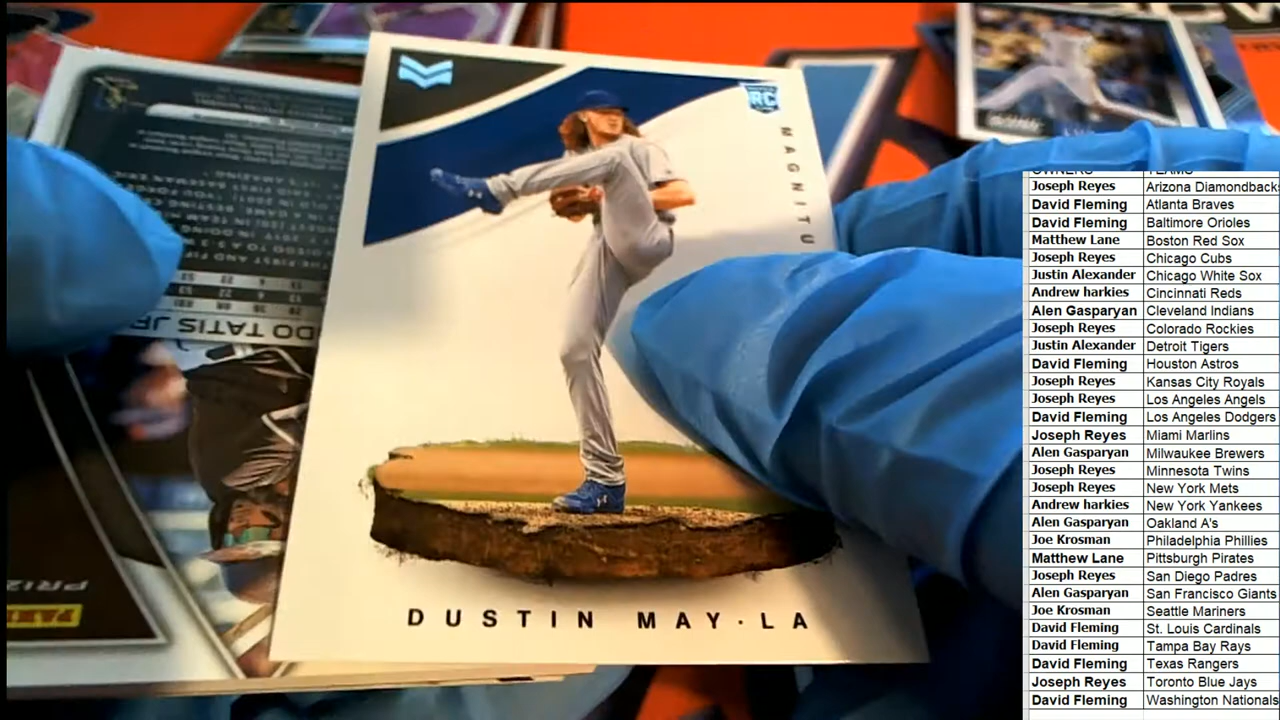 RC
MAGNITU
DUSTIN MAY·LA
DO TATIS JR
PRIZ
OWNERS TEAMS
Joseph Reyes Arizona Diamondback
David Fleming Atlanta Braves
David Fleming Baltimore Orioles
Matthew Lane Boston Red Sox
Joseph Reyes Chicago Cubs
Justin Alexander Chicago White Sox
Andrew harkies Cincinnati Reds
Alen Gasparyan Cleveland Indians
Joseph Reyes Colorado Rockies
Justin Alexander Detroit Tigers
David Fleming Houston Astros
Joseph Reyes Kansas City Royals
Joseph Reyes Los Angeles Angels
David Fleming Los Angeles Dodgers
Joseph Reyes Miami Marlins
Alen Gasparyan Milwaukee Brewers
Joseph Reyes Minnesota Twins
Joseph Reyes New York Mets
Andrew harkies New York Yankees
Alen Gasparyan Oakland A's
Joe Krosman Philadelphia Phillies
Matthew Lane Pittsburgh Pirates
Joseph Reyes San Diego Padres
Alen Gasparyan San Francisco Giants
Joe Krosman Seattle Mariners
David Fleming St. Louis Cardinals
David Fleming Tampa Bay Rays
David Fleming Texas Rangers
Joseph Reyes Toronto Blue Jays
David Fleming Washington Nationals